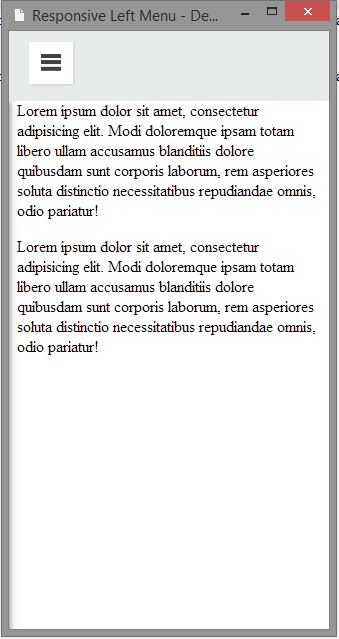 Responsive Left Menu - De...
Lorem ipsum dolor sit amet, consectetur
adipisicing elit. Modi doloremque ipsam totam
libero ullam accusamus blanditiis dolore
quibusdam sunt corporis laborum, rem asperiores
soluta distinctio necessitatibus repudiandae omnis,
odio pariatur!
Lorem ipsum dolor sit amet, consectetur
adipisicing elit. Modi doloremque ipsam totam
libero ullam accusamus blanditiis dolore
quibusdam sunt corporis laborum, rem asperiores
soluta distinctio necessitatibus repudiandae omnis,
odio pariatur!